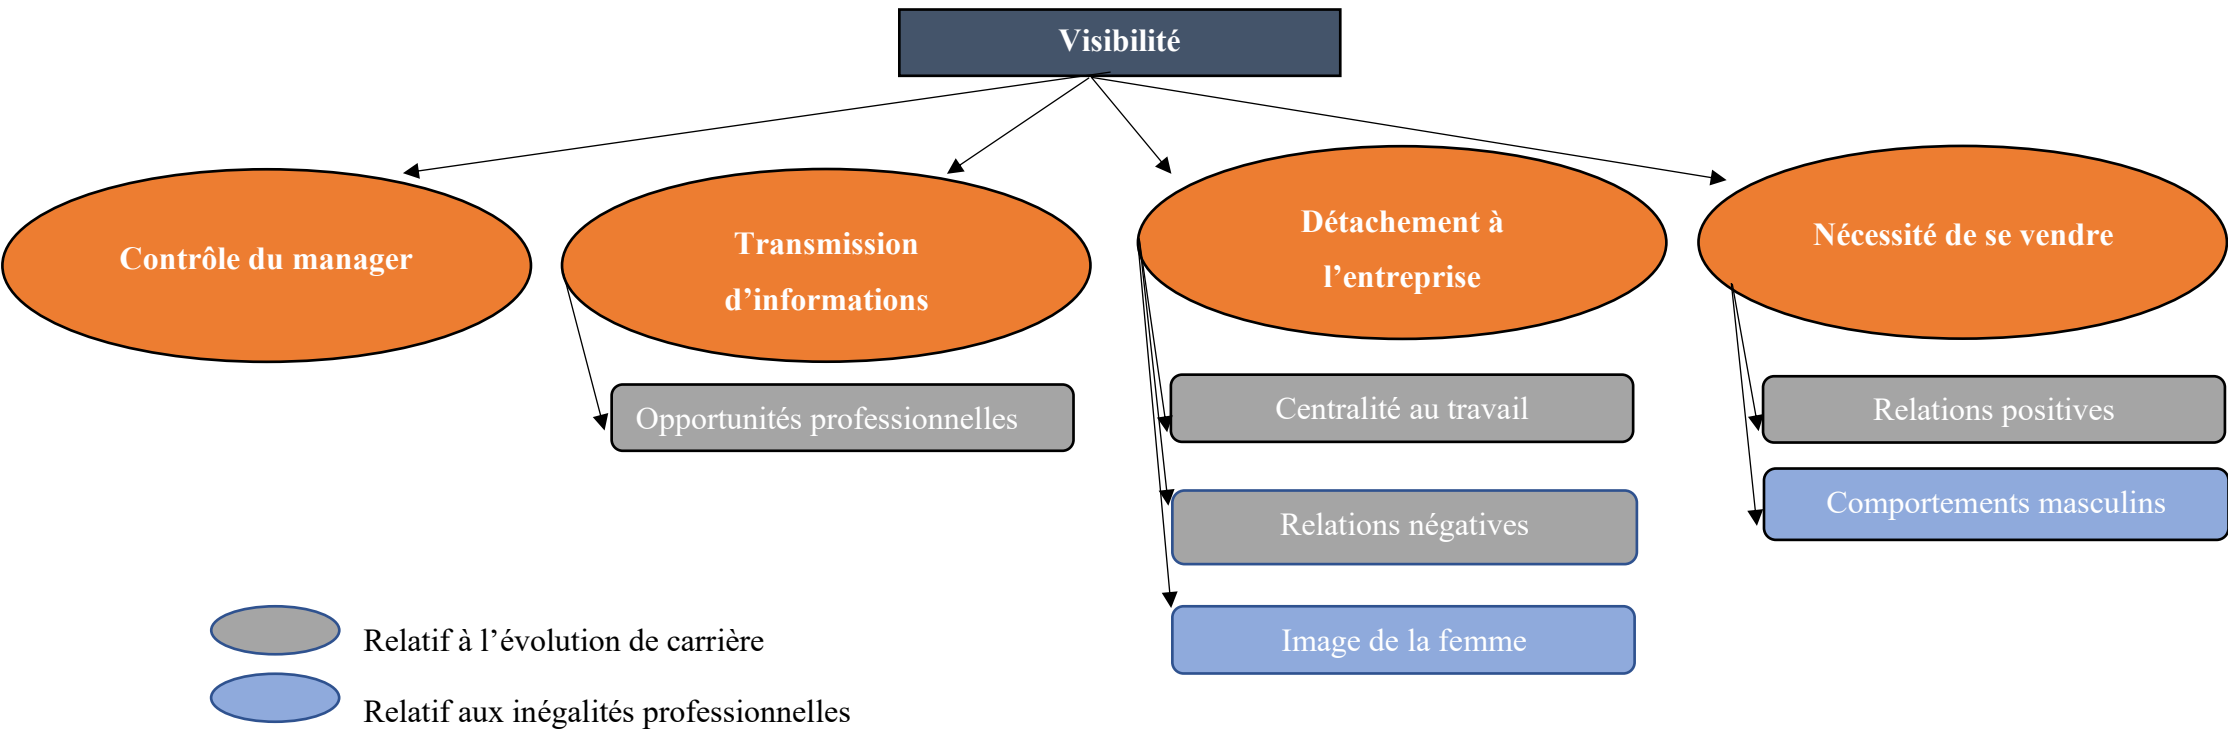 Visibilité
Contrôle du manager
Transmission
d’informations
Détachement à
l’entreprise
Nécessité de se vendre
Opportunités professionnelles
Centralité au travail
Relations positives
Relations négatives
Comportements masculins
Image de la femme
Relatif à l’évolution de carrière
Relatif aux inégalités professionnelles